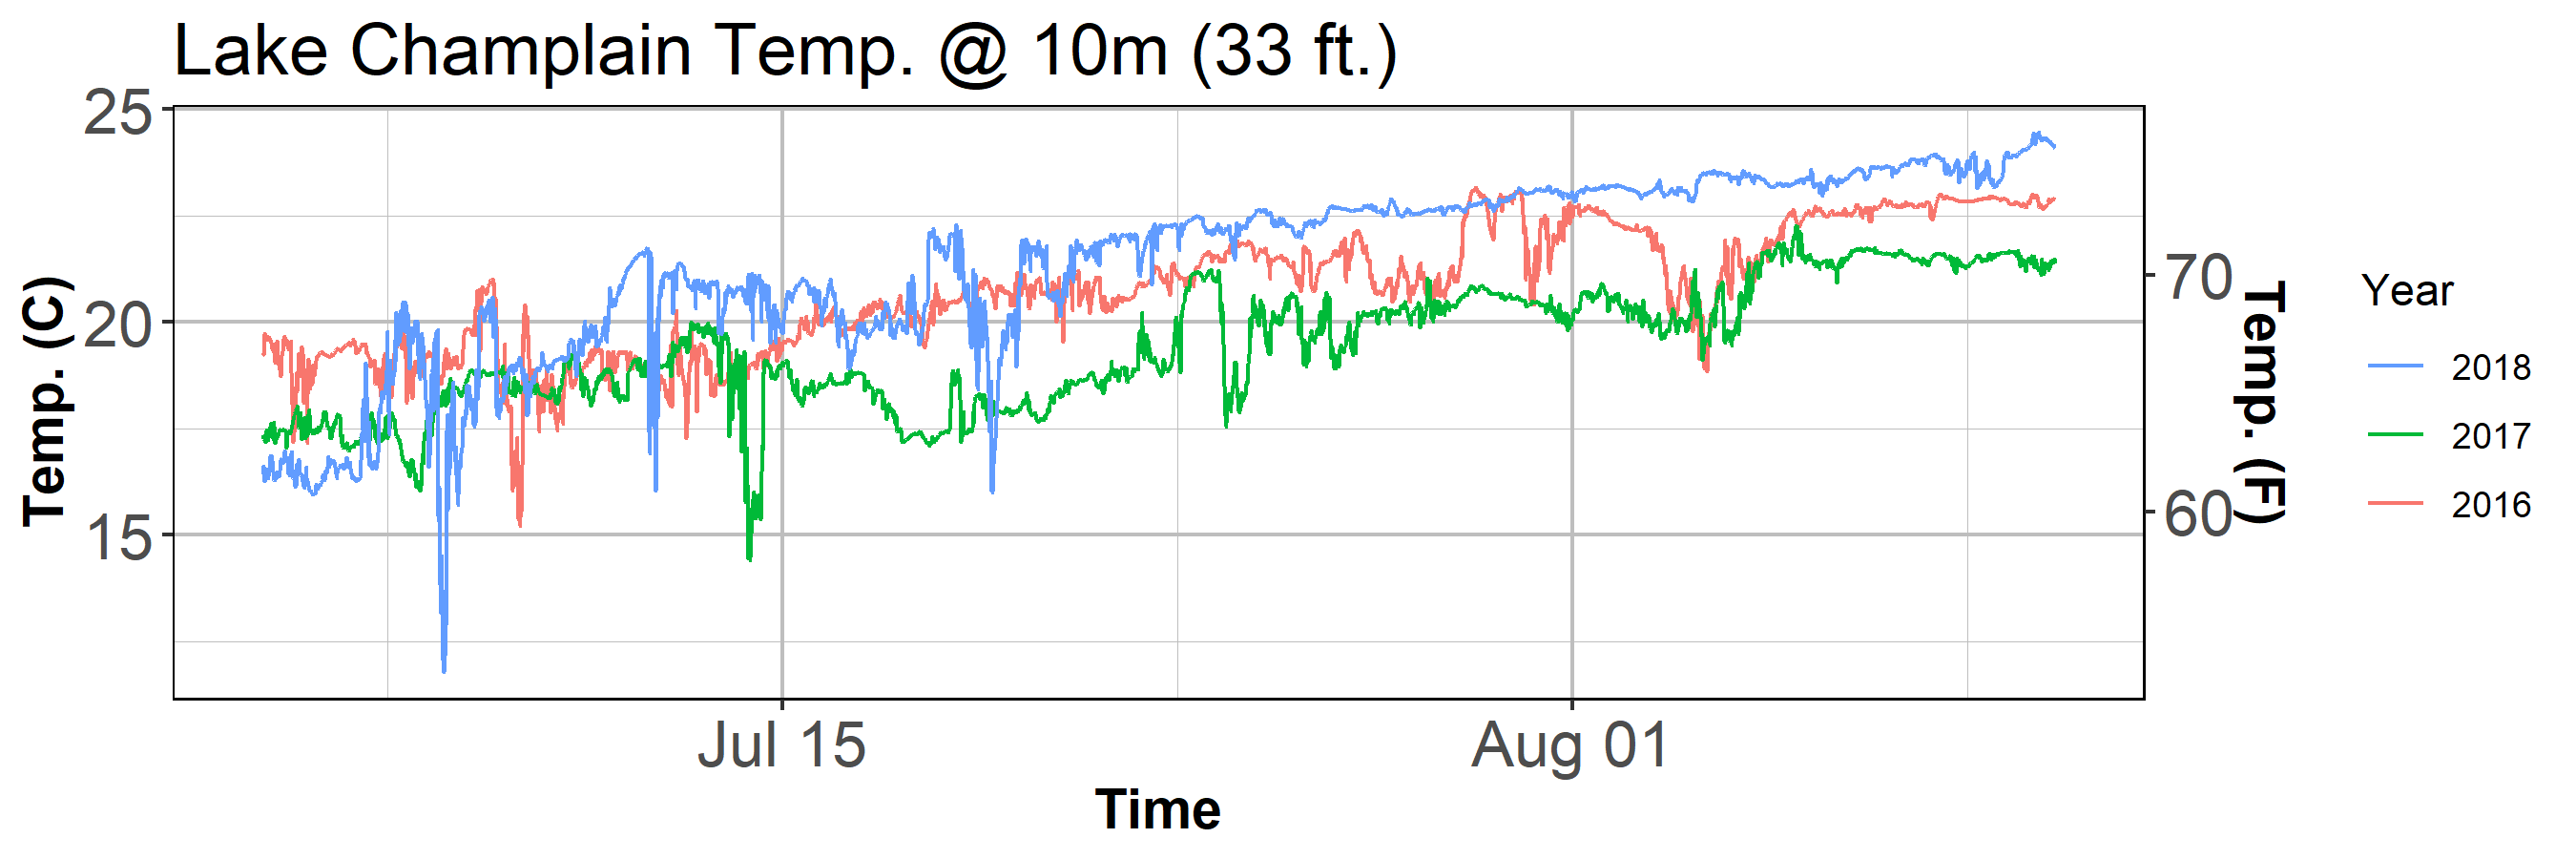 Lake Champlain Temp. @ 10m (33 ft.)
25
20
15
Temp. (C)
70
60
Temp. (F)
Jul 15
Aug 01
Time
Year
2018
2017
2016